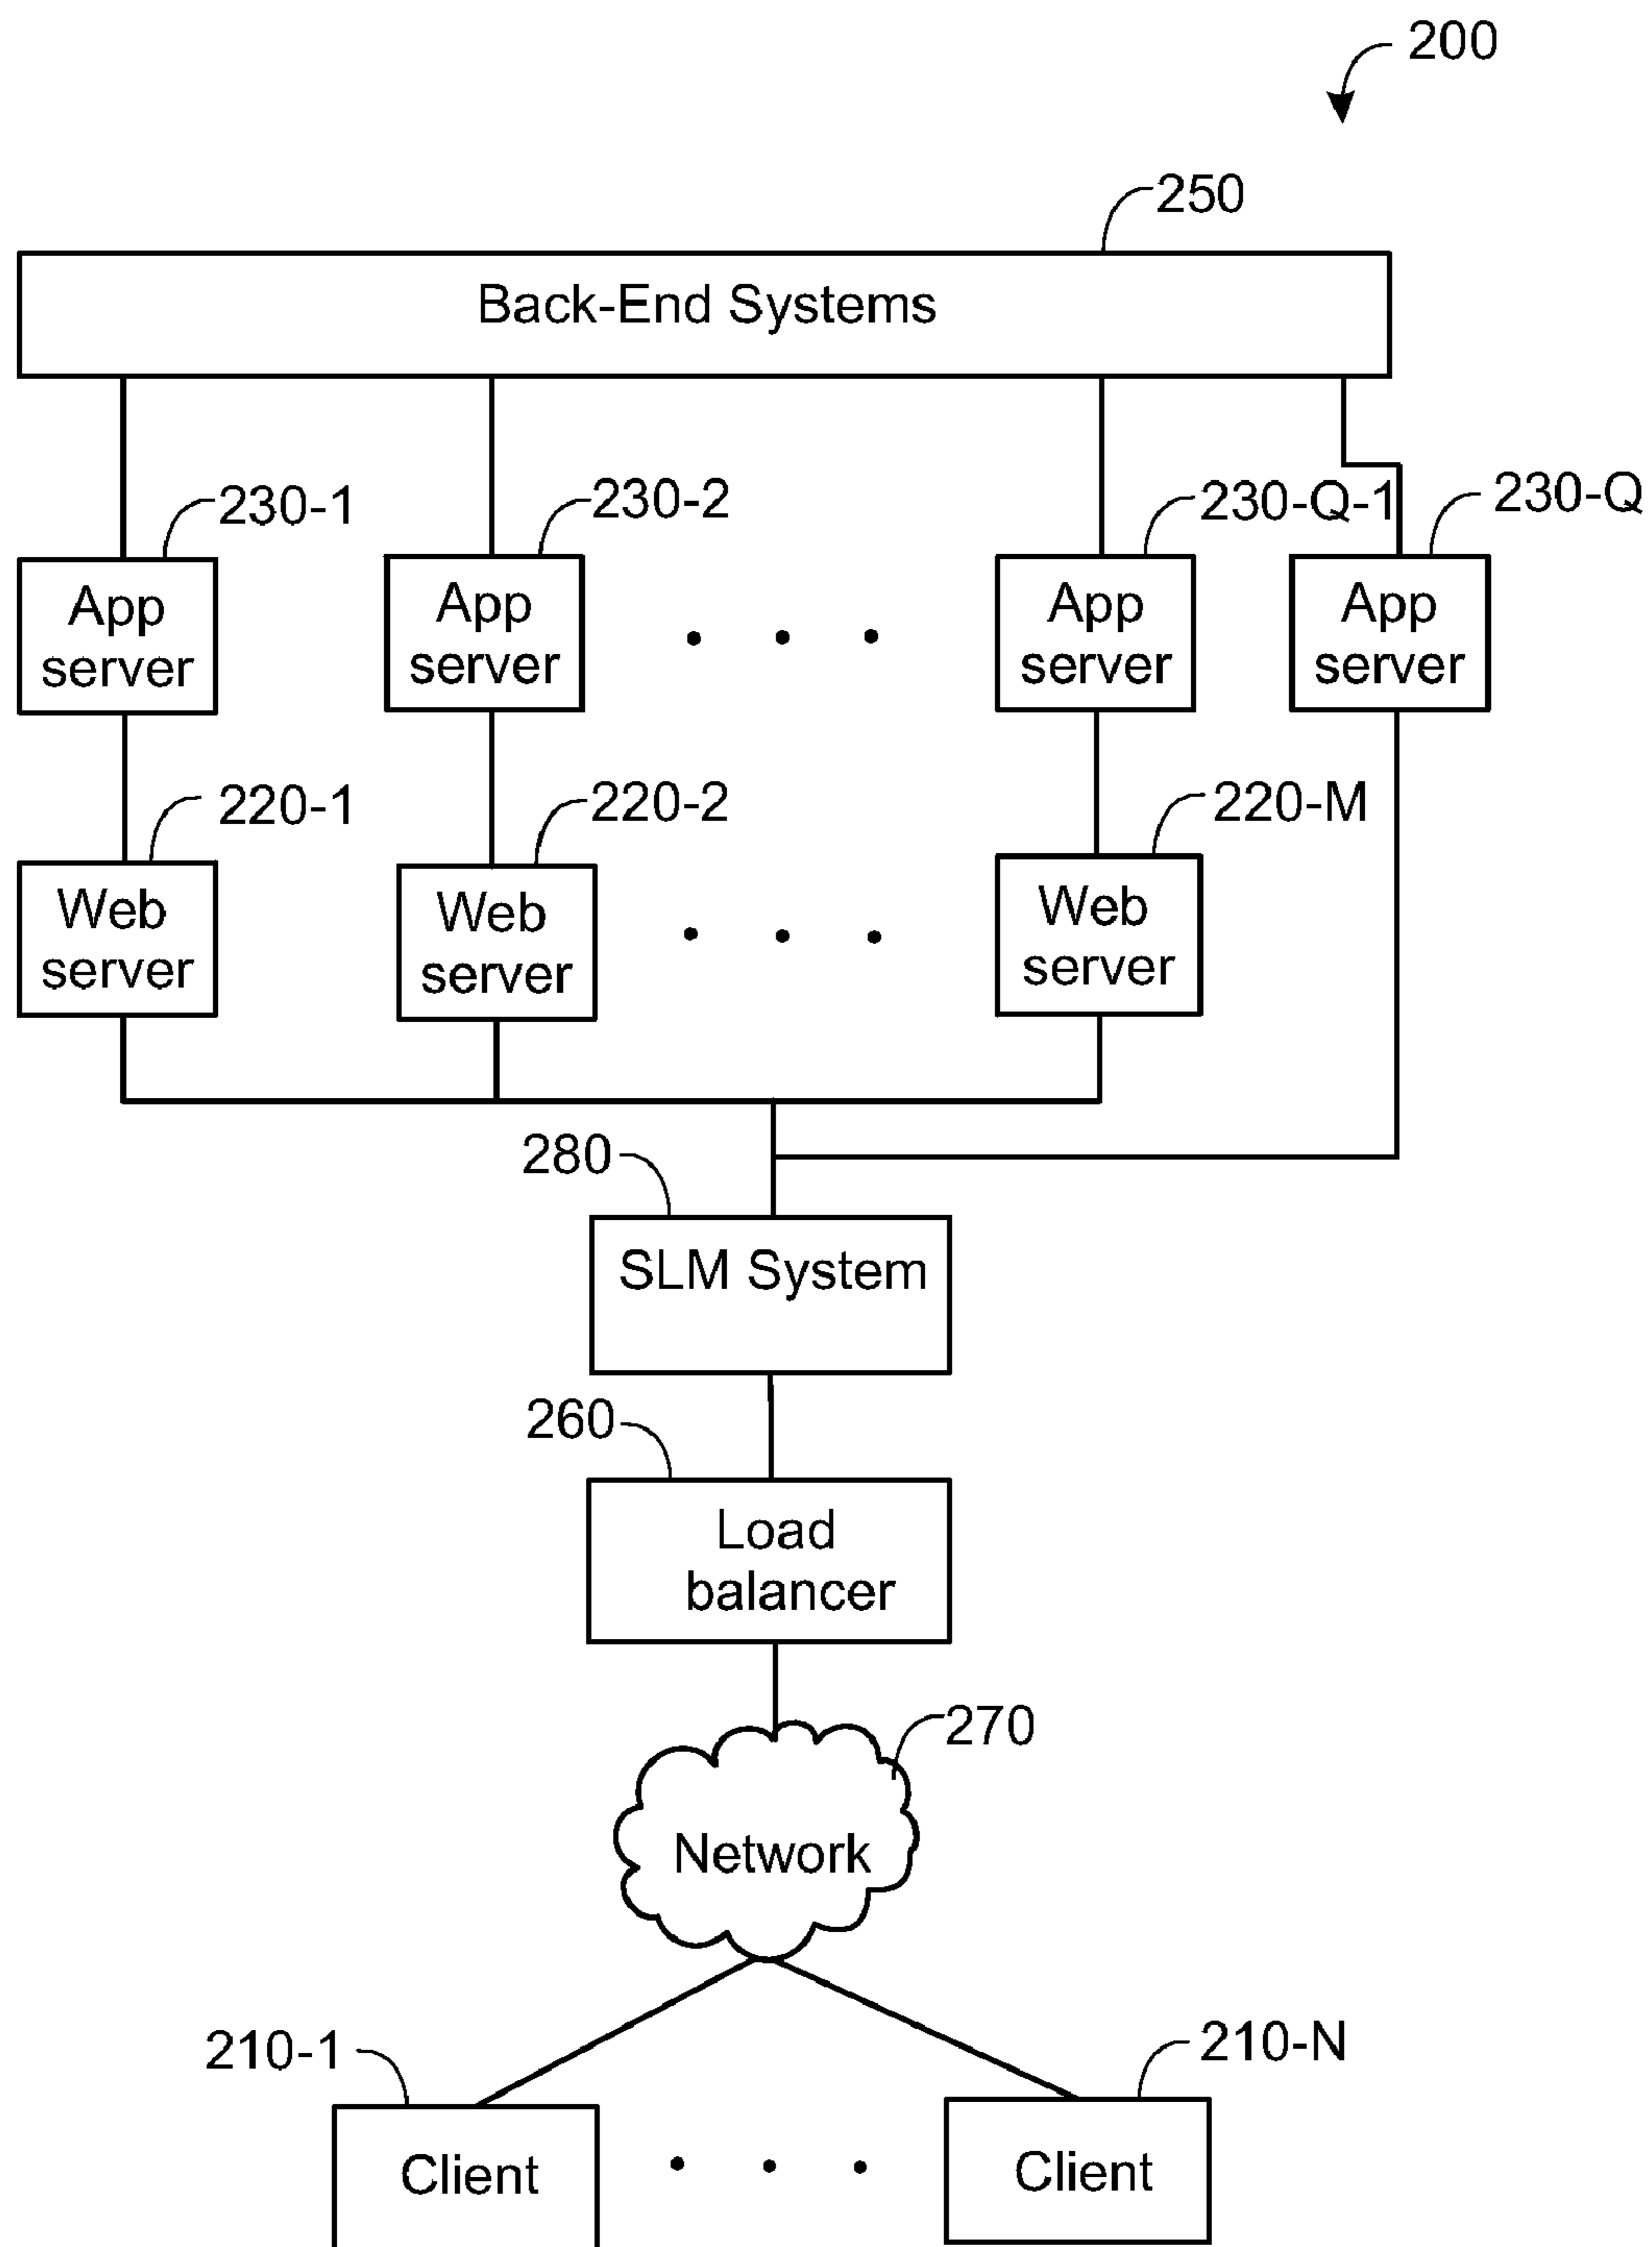 200
250
Back-End Systems
230-1
230-2
230-Q-1
230-Q
App
server
App
server
App
server
App
server
220-1
220-2
220-M
Web
server
Web
server
Web
server
280
SLM System
260
Load
balancer
270
Network
210-1
210-N
Client
Client